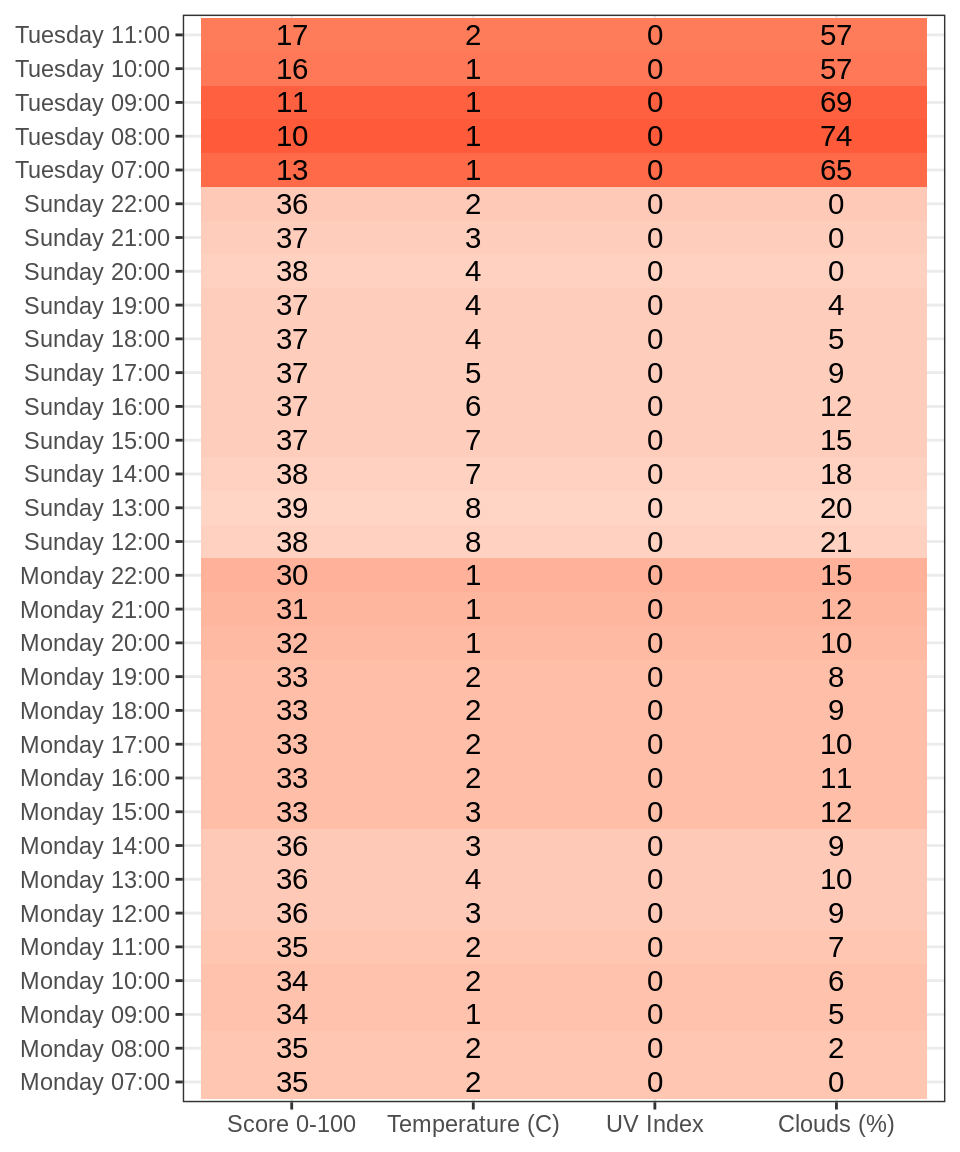 Tuesday 11:00 17 2 0 57
Tuesday 10:00 16 1 0 57
Tuesday 09:00 11 1 0 69
Tuesday 08:00 10 1 0 74
Tuesday 07:00 13 1 0 65
Sunday 22:00 36 2 0 0
Sunday 21:00 37 3 0 0
Sunday 20:00 38 4 0 0
Sunday 19:00 37 4 0 4
Sunday 18:00 37 4 0 5
Sunday 17:00 37 5 0 9
Sunday 16:00 37 6 0 12
Sunday 15:00 37 7 0 15
Sunday 14:00 38 7 0 18
Sunday 13:00 39 8 0 20
Sunday 12:00 38 8 0 21
Monday 22:00 30 1 0 15
Monday 21:00 31 1 0 12
Monday 20:00 32 1 0 10
Monday 19:00 33 2 0 8
Monday 18:00 33 2 0 9
Monday 17:00 33 2 0 10
Monday 16:00 33 2 0 11
Monday 15:00 33 3 0 12
Monday 14:00 36 3 0 9
Monday 13:00 36 4 0 10
Monday 12:00 36 3 0 9
Monday 11:00 35 2 0 7
Monday 10:00 34 2 0 6
Monday 09:00 34 1 0 5
Monday 08:00 35 2 0 2
Monday 07:00 35 2 0 0
Score 0-100 Temperature (C) UV Index Clouds (%)